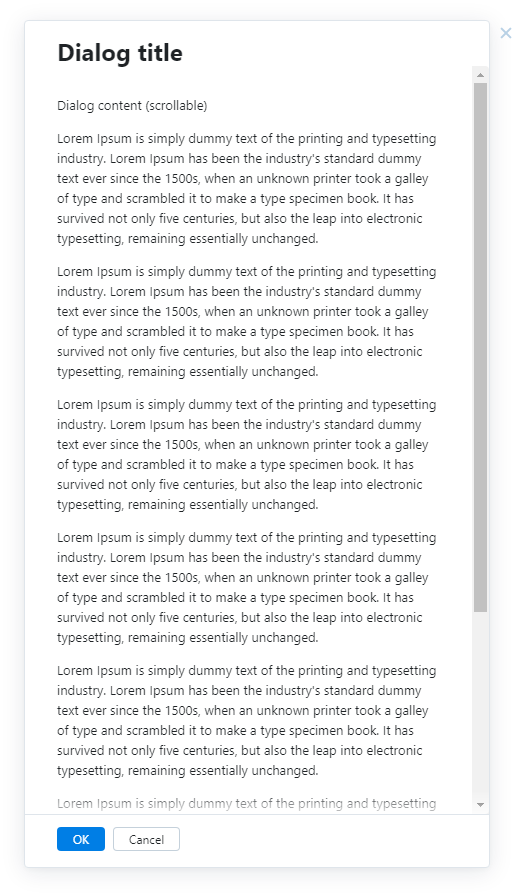 Dialog title
Dialog content (scrollable)
Lorem Ipsum is simply dummy text of the printing and typesetting
industry. Lorem Ipsum has been the industry's standard dummy
text ever since the 1500s, when an unknown printer took a galley
of type and scrambled it to make a type specimen book. It has
survived not only five centuries, but also the leap into electronic
typesetting, remaining essentially unchanged.
Lorem Ipsum is simply dummy text of the printing and typesetting
industry. Lorem Ipsum has been the industry's standard dummy
text ever since the 1500s, when an unknown printer took a galley
of type and scrambled it to make a type specimen book. It has
survived not only five centuries, but also the leap into electronic
typesetting, remaining essentially unchanged.
Lorem Ipsum is simply dummy text of the printing and typesetting
industry. Lorem Ipsum has been the industry's standard dummy
text ever since the 1500s, when an unknown printer took a galley
of type and scrambled it to make a type specimen book. It has
survived not only five centuries, but also the leap into electronic
typesetting, remaining essentially unchanged.
Lorem Ipsum is simply dummy text of the printing and typesetting
industry. Lorem Ipsum has been the industry's standard dummy
text ever since the 1500s, when an unknown printer took a galley
of type and scrambled it to make a type specimen book. It has
survived not only five centuries, but also the leap into electronic
typesetting, remaining essentially unchanged.
Lorem Ipsum is simply dummy text of the printing and typesetting
industry. Lorem Ipsum has been the industry's standard dummy
text ever since the 1500s, when an unknown printer took a galley
of type and scrambled it to make a type specimen book. It has
survived not only five centuries, but also the leap into electronic
typesetting, remaining essentially unchanged.
Lorem Ipsum is simply dummy text of the printing and typesetting
OK Cancel